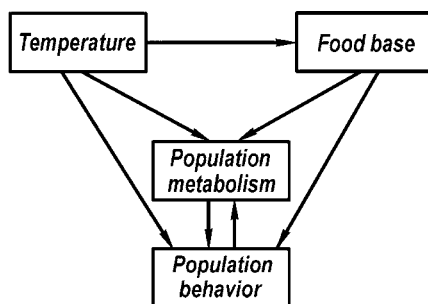 Temperature
Food base
Population
metabolism
Population
behavior